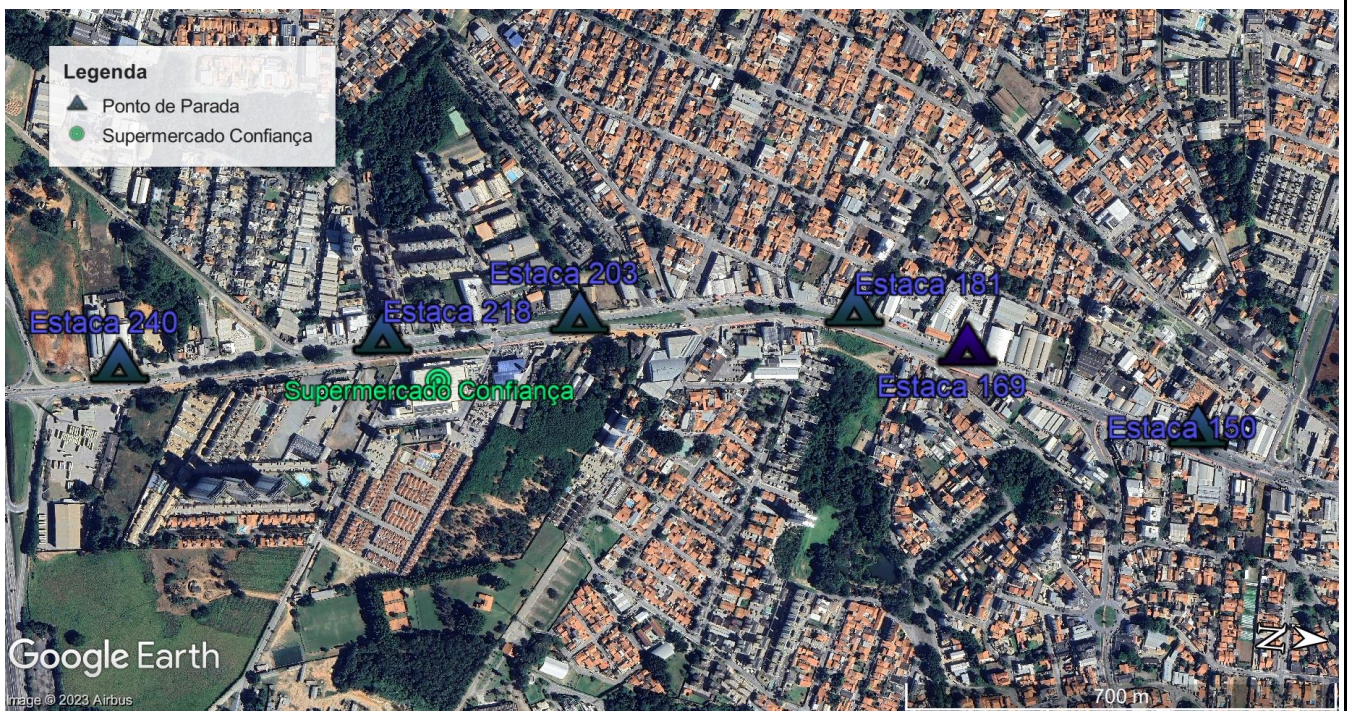 Legenda
Ponto de Parada
Supermercado Confiança
Estaca 203
Estaca 181
Estaca 218
Estaca 240
Supermercado Confiança
Estaca 169
Estaca 150
N
Google Earth
Image © 2023 Airbus
700 m